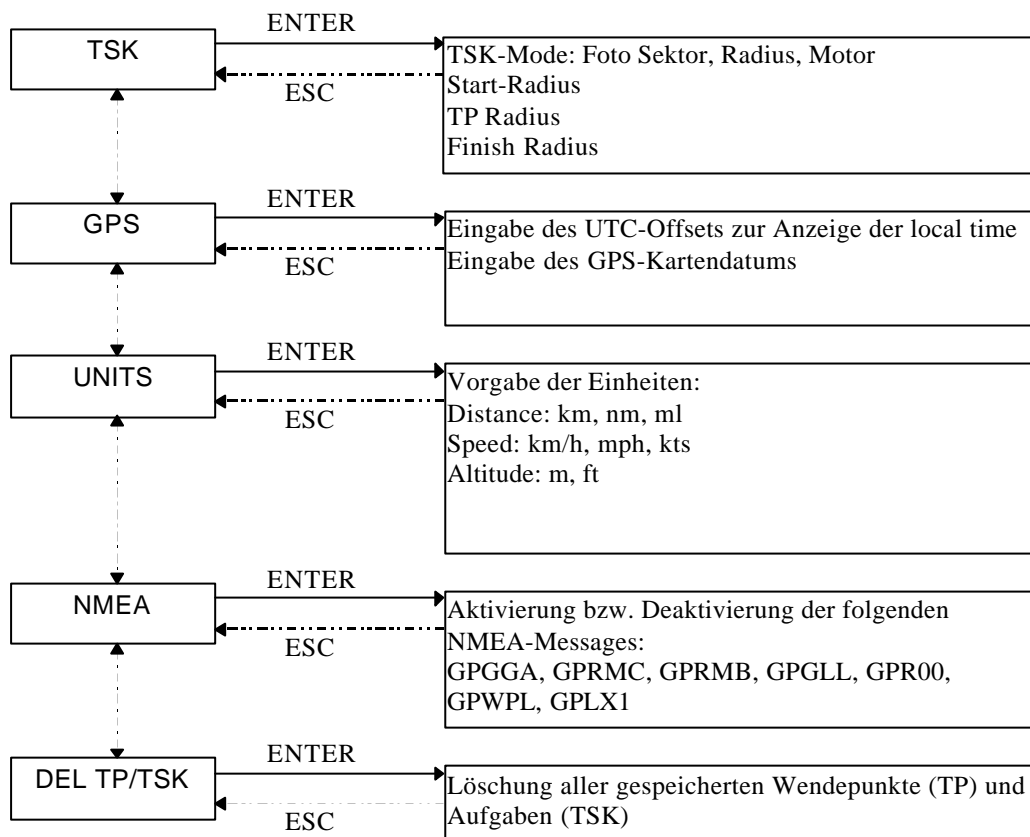 ENTER
TSK
ESC
TSK-Mode: Foto Sektor, Radius, Motor
Start-Radius
TP Radius
Finish Radius
ENTER
GPS
ESC
Eingabe des UTC-Offsets zur Anzeige der local time
Eingabe des GPS-Kartendatums
ENTER
UNITS
ESC
Vorgabe der Einheiten:
Distance: km, nm, ml
Speed: km/h, mph, kts
Altitude: m, ft
ENTER
NMEA
ESC
Aktivierung bzw. Deaktivierung der folgenden
NMEA-Messages:
GPGGA, GPRMC, GPRMB, GPGLL, GPR00,
GPWPL, GPLX1
ENTER
DEL TP/TSK
ESC
Löschung aller gespeicherten Wendepunkte (TP) und
Aufgaben (TSK)